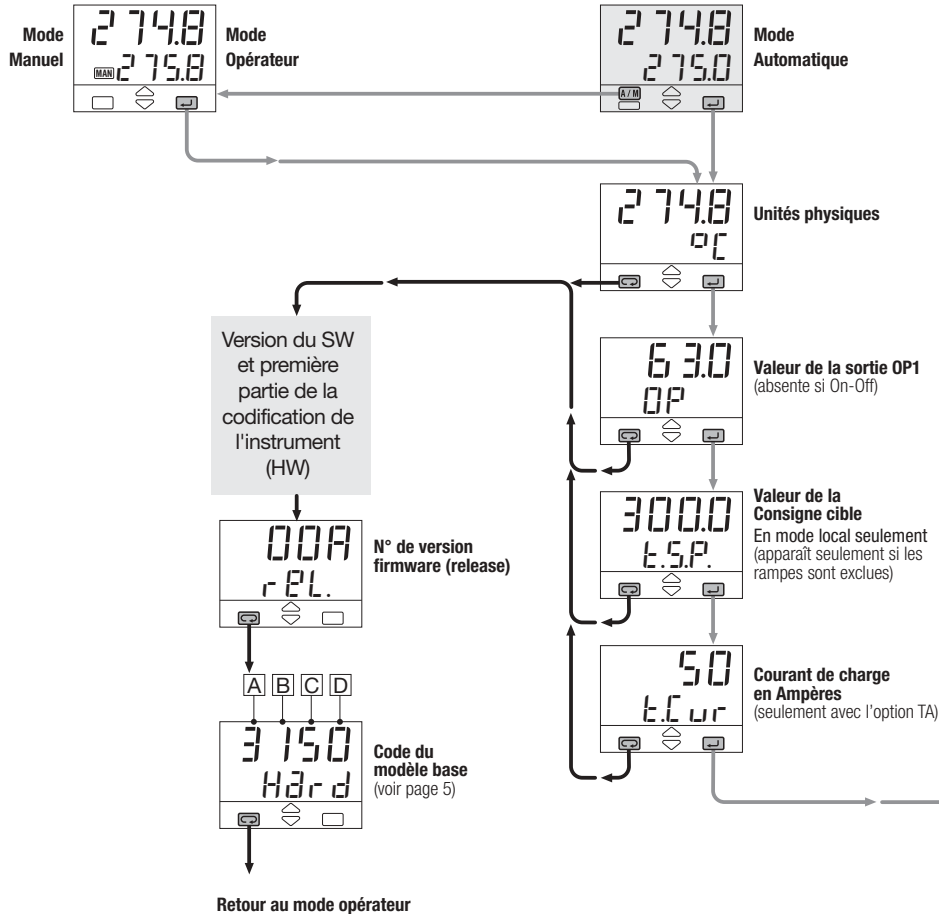 Mode
Manuel
274.8
MAN 275.8
Mode
Opérateur
274.8
275.0
A / M
Mode
Automatique
274.8
°C
Unités physiques
63.0
OP
Valeur de la sortie OP1
(absente si On-Off)
300.0
t.S.P.
Valeur de la
Consigne cible
En mode local seulement
(apparaît seulement si les
rampes sont exclues)
50
t.Cur
Courant de charge
en Ampères
(seulement avec l'option TA)
Version du SW
et première
partie de la
codification de
l'instrument
(HW)
00A
rEL.
N° de version
firmware (release)
A B C D
3150
Hard
Code du
modèle base
(voir page 5)
Retour au mode opérateur